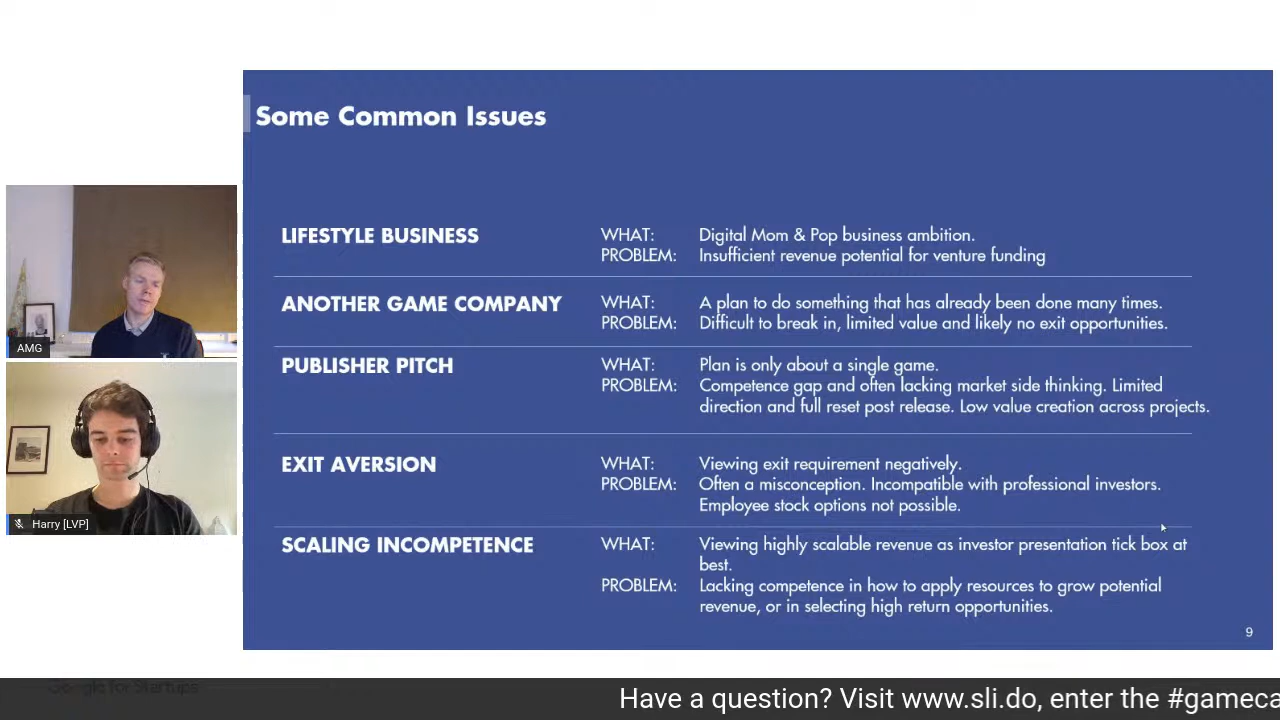 Some Common Issues
LIFESTYLE BUSINESS
WHAT: Digital Mom & Pop business ambition.
PROBLEM: Insufficient revenue potential for venture funding
ANOTHER GAME COMPANY
WHAT: A plan to do something that has already been done many times.
PROBLEM: Difficult to break in, limited value and likely no exit opportunities.
PUBLISHER PITCH
WHAT: Plan is only about a single game.
PROBLEM: Competence gap and often lacking market side thinking. Limited
direction and full reset post release. Low value creation across projects.
EXIT AVERSION
WHAT: Viewing exit requirement negatively.
PROBLEM: Often a misconception. Incompatible with professional investors.
Employee stock options not possible.
SCALING INCOMPETENCE
WHAT: Viewing highly scalable revenue as investor presentation tick box at
best.
PROBLEM: Lacking competence in how to apply resources to grow potential
revenue, or in selecting high return opportunities.
9
AMG
Harry [LVP]
Google for Startups
Have a question? Visit www.sli.do, enter the #gameca